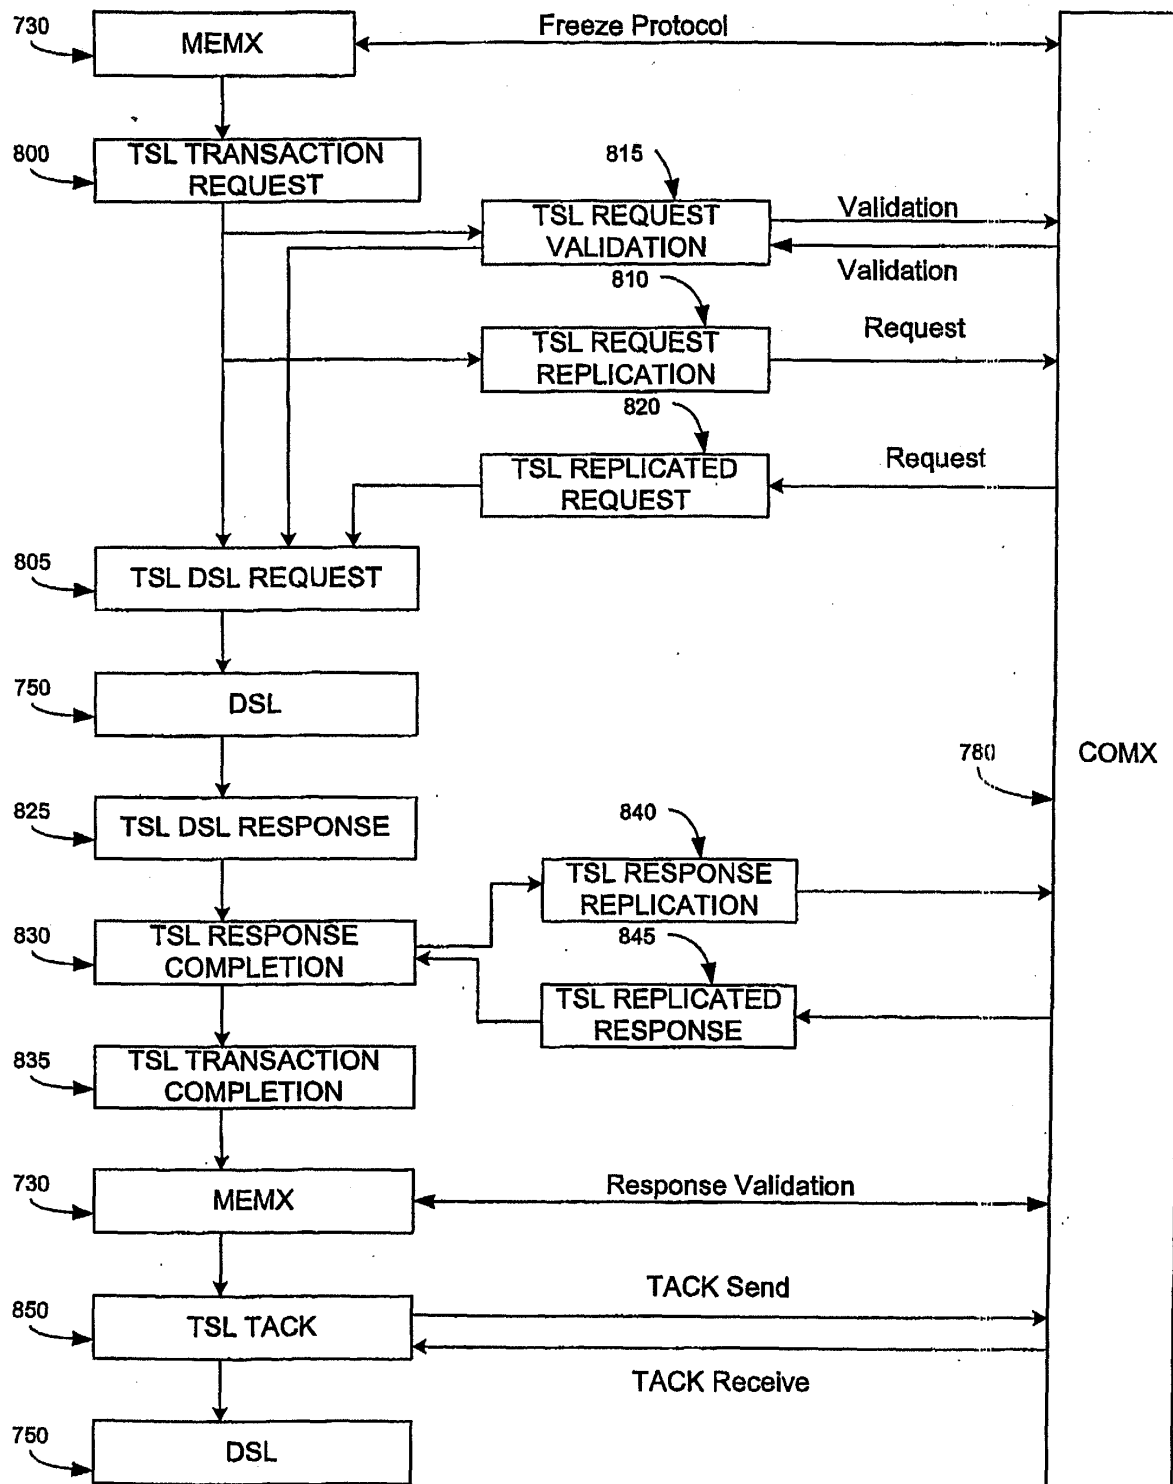 730
MEMX
Freeze Protocol
800
TSL TRANSACTION
REQUEST
815
TSL REQUEST
VALIDATION
Validation
Validation
810
TSL REQUEST
REPLICATION
Request
820
TSL REPLICATED
REQUEST
Request
805
TSL DSL REQUEST
750
DSL
780
COMX
825
TSL DSL RESPONSE
840
TSL RESPONSE
REPLICATION
830
TSL RESPONSE
COMPLETION
845
TSL REPLICATED
RESPONSE
835
TSL TRANSACTION
COMPLETION
730
MEMX
Response Validation
850
TSL TACK
TACK Send
TACK Receive
750
DSL